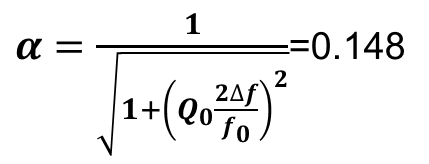 α = 1 / √(1+(Q₀ 2Δf / f₀)²) =0.148